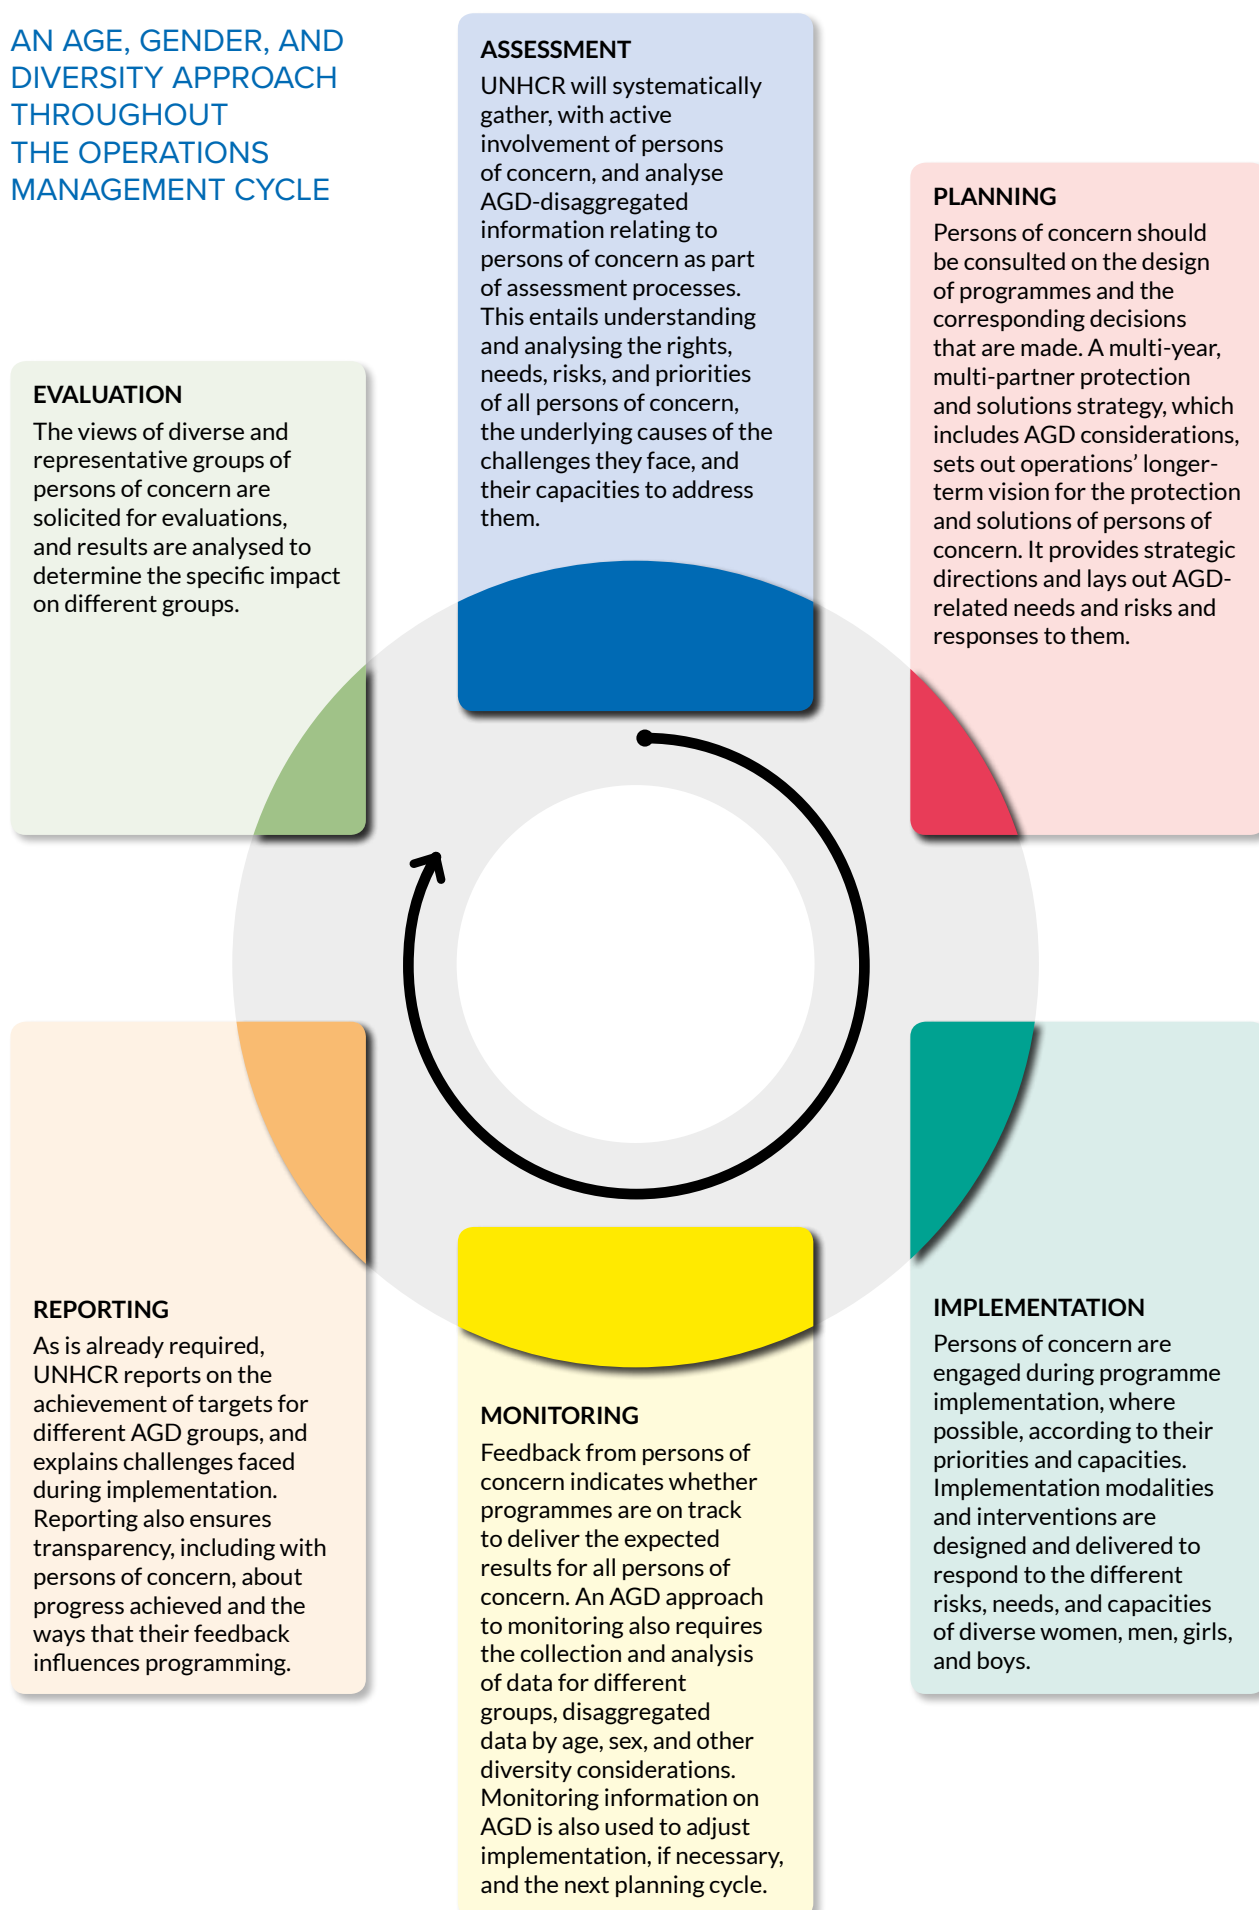 AN AGE, GENDER, AND
DIVERSITY APPROACH
THROUGHOUT
THE OPERATIONS
MANAGEMENT CYCLE
ASSESSMENT
UNHCR will systematically
gather, with active
involvement of persons
of concern, and analyse
AGD-disaggregated
information relating to
persons of concern as part
of assessment processes.
This entails understanding
and analysing the rights,
needs, risks, and priorities
of all persons of concern,
the underlying causes of the
challenges they face, and
their capacities to address
them.
PLANNING
Persons of concern should
be consulted on the design
of programmes and the
corresponding decisions
that are made. A multi-year,
multi-partner protection
and solutions strategy, which
includes AGD considerations,
sets out operations’ longer-
term vision for the protection
and solutions of persons of
concern. It provides strategic
directions and lays out AGD-
related needs and risks and
responses to them.
IMPLEMENTATION
Persons of concern are
engaged during programme
implementation, where
possible, according to their
priorities and capacities.
Implementation modalities
and interventions are
designed and delivered to
respond to the different
risks, needs, and capacities
of diverse women, men, girls,
and boys.
MONITORING
Feedback from persons of
concern indicates whether
programmes are on track
to deliver the expected
results for all persons of
concern. An AGD approach
to monitoring also requires
the collection and analysis
of data for different
groups, disaggregated
data by age, sex, and other
diversity considerations.
Monitoring information on
AGD is also used to adjust
implementation, if necessary,
and the next planning cycle.
REPORTING
As is already required,
UNHCR reports on the
achievement of targets for
different AGD groups, and
explains challenges faced
during implementation.
Reporting also ensures
transparency, including with
persons of concern, about
progress achieved and the
ways that their feedback
influences programming.
EVALUATION
The views of diverse and
representative groups of
persons of concern are
solicited for evaluations,
and results are analysed to
determine the specific impact
on different groups.